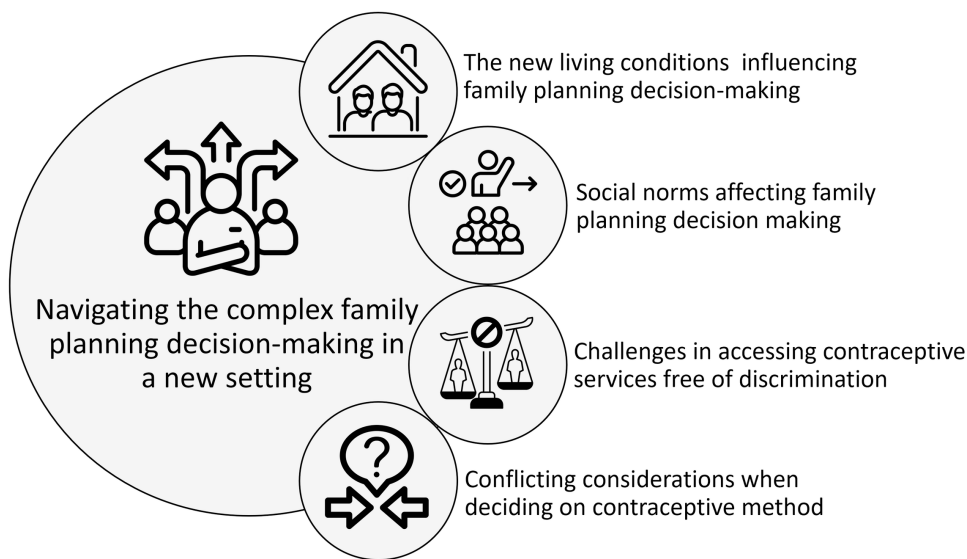 The new living conditions influencing
family planning decision-making
Social norms affecting family
planning decision making
Navigating the complex family
planning decision-making in
a new setting
Challenges in accessing contraceptive
services free of discrimination
?
Conflicting considerations when
deciding on contraceptive method